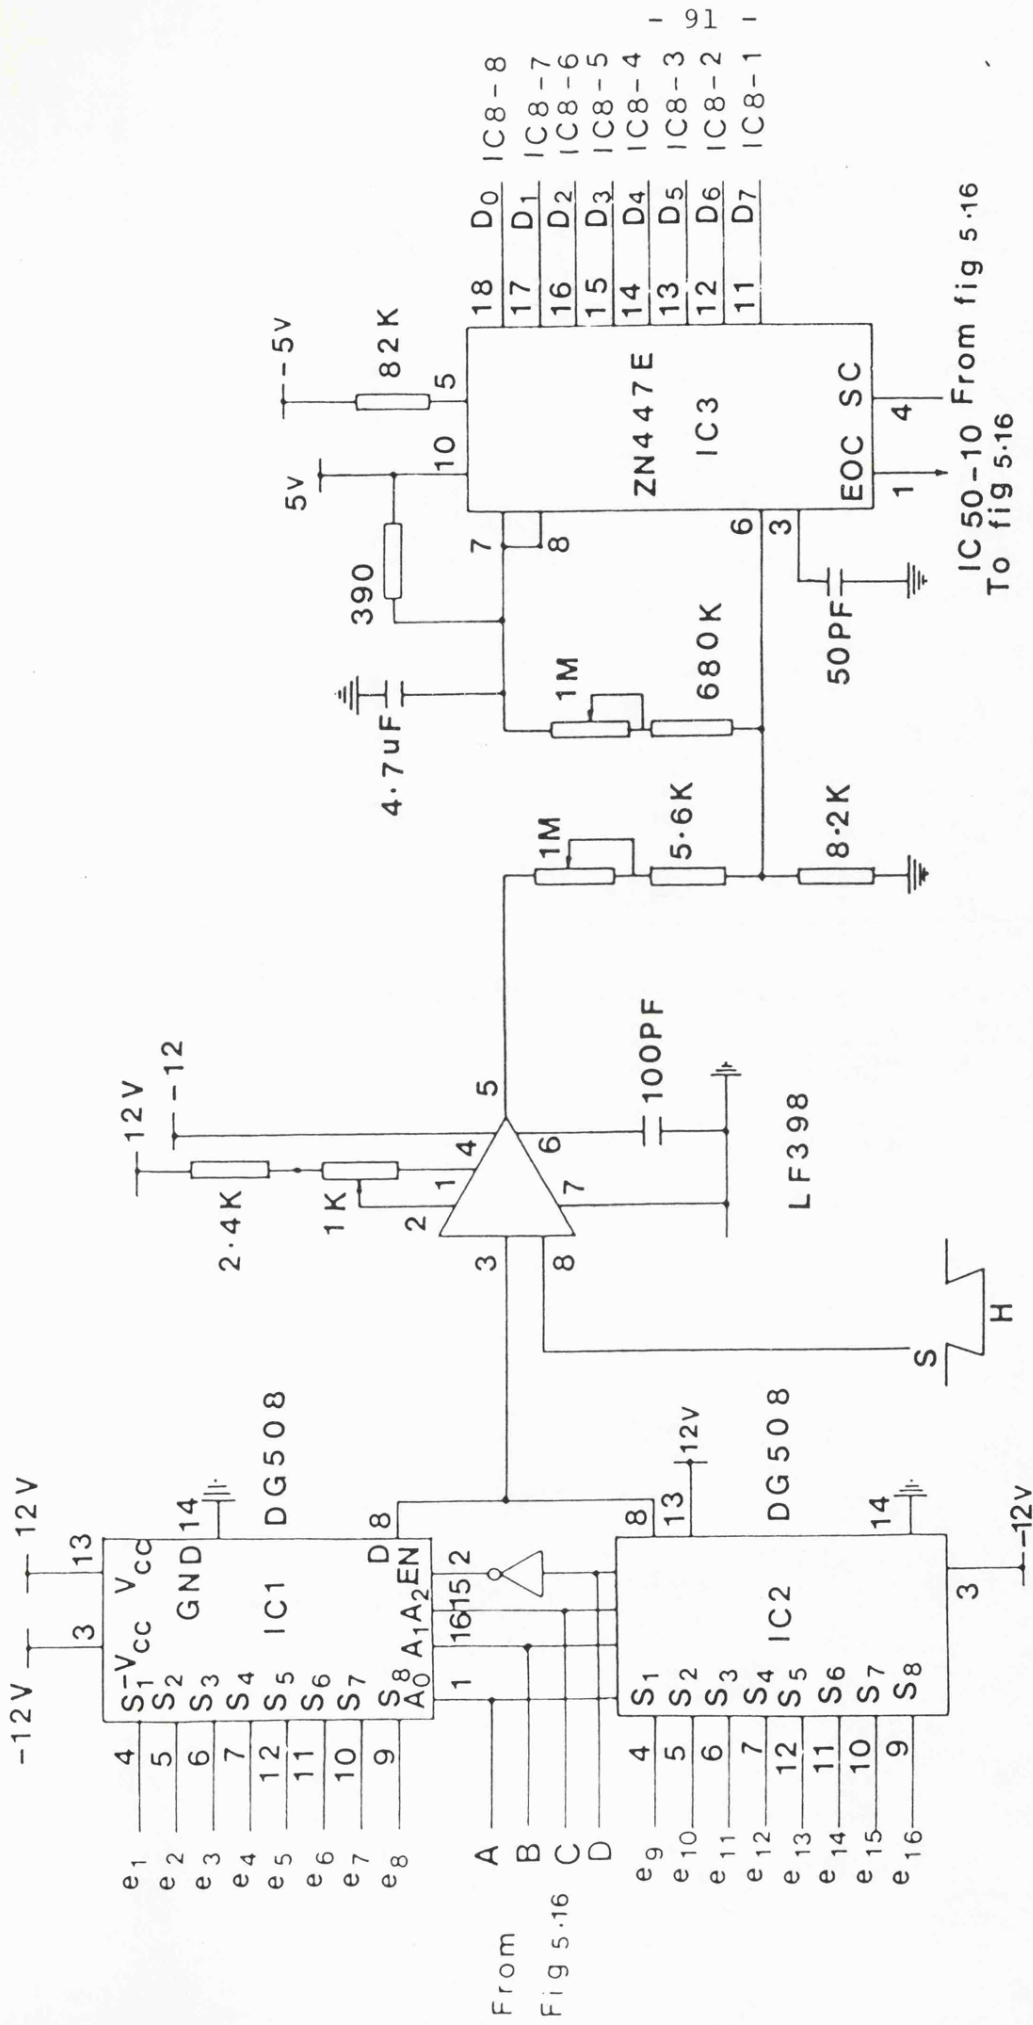 - 91 -
-12V
12V
3
13
-VCC
VCC
GND
14
IC1
DG508
e1
4
S1
e2
5
S2
e3
6
S3
e4
7
S4
e5
12
S5
e6
11
S6
e7
10
S7
e8
9
S8
D
8
A0
A1
A2
EN
1
16
15
2
A
B
C
D
From
Fig 5.16
8
13
12V
DG508
IC2
14
3
-12V
e9
4
S1
e10
5
S2
e11
6
S3
e12
7
S4
e13
12
S5
e14
11
S6
e15
10
S7
e16
9
S8
S
H
12V
-12
2.4K
1K
2
1
4
5
3
8
7
6
100PF
LF398
1M
5.6K
8.2K
4.7uF
390
5V
-5V
82K
1M
680K
50PF
7
8
10
5
6
3
ZN447E
IC3
EOC
SC
1
4
18
D0
IC8-8
17
D1
IC8-7
16
D2
IC8-6
15
D3
IC8-5
14
D4
IC8-4
13
D5
IC8-3
12
D6
IC8-2
11
D7
IC8-1
IC50-10 From fig 5.16
To fig 5.16